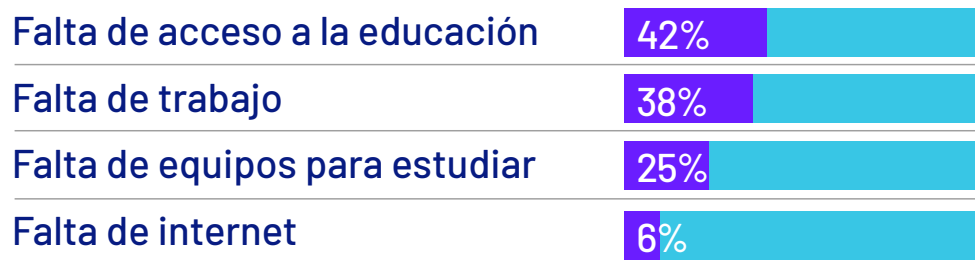 Falta de acceso a la educación 42%
Falta de trabajo 38%
Falta de equipos para estudiar 25%
Falta de internet 6%